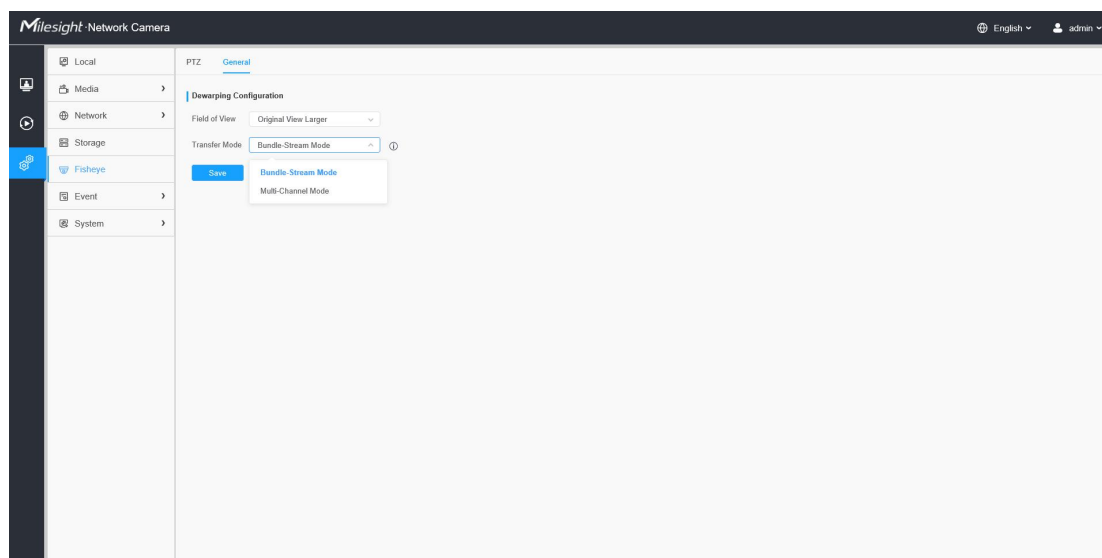 Milesight·Network Camera
English
admin
Local
Media
Network
Storage
Fisheye
Event
System
PTZ
General
Dewarping Configuration
Field of View
Original View Larger
Transfer Mode
Bundle-Stream Mode
Save
Bundle-Stream Mode
Multi-Channel Mode